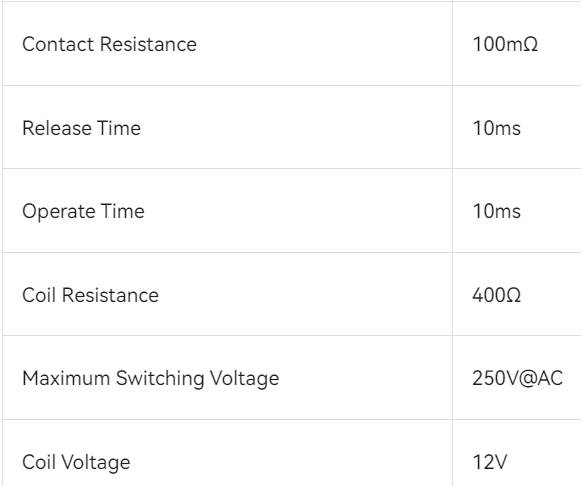 Contact Resistance 100mΩ
Release Time 10ms
Operate Time 10ms
Coil Resistance 400Ω
Maximum Switching Voltage 250V@AC
Coil Voltage 12V